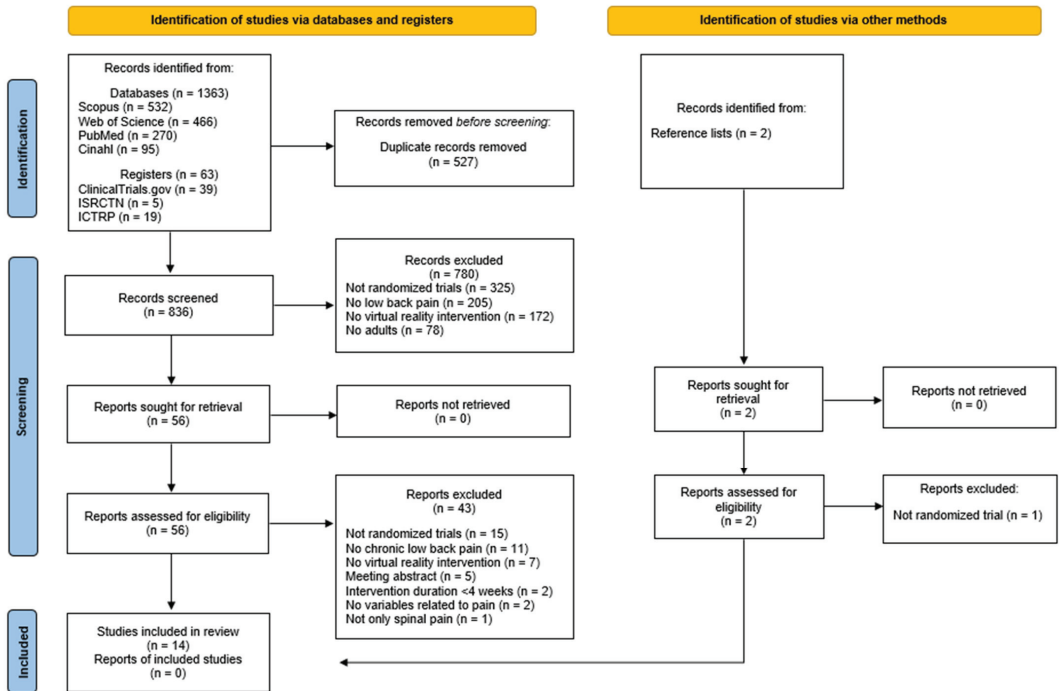 Identification of studies via databases and registers
Identification of studies via other methods
Identification
Records identified from:
Databases (n = 1363)
Scopus (n = 532)
Web of Science (n = 466)
PubMed (n = 270)
Cinahl (n = 95)
Registers (n = 63)
ClinicalTrials.gov (n = 39)
ISRCTN (n = 5)
ICTRP (n = 19)
Records removed before screening:
Duplicate records removed
(n = 527)
Records identified from:
Reference lists (n = 2)
Screening
Records screened
(n = 836)
Records excluded
(n = 780)
Not randomized trials (n = 325)
No low back pain (n = 205)
No virtual reality intervention (n = 172)
No adults (n = 78)
Reports sought for retrieval
(n = 56)
Reports not retrieved
(n = 0)
Reports sought for
retrieval
(n = 2)
Reports not retrieved
(n = 0)
Reports assessed for eligibility
(n = 56)
Reports excluded
(n = 43)
Not randomized trials (n = 15)
No chronic low back pain (n = 11)
No virtual reality intervention (n = 7)
Meeting abstract (n = 5)
Intervention duration <4 weeks (n = 2)
No variables related to pain (n = 2)
Not only spinal pain (n = 1)
Reports assessed for
eligibility
(n = 2)
Reports excluded:
Not randomized trial (n = 1)
Included
Studies included in review
(n = 14)
Reports of included studies
(n = 0)